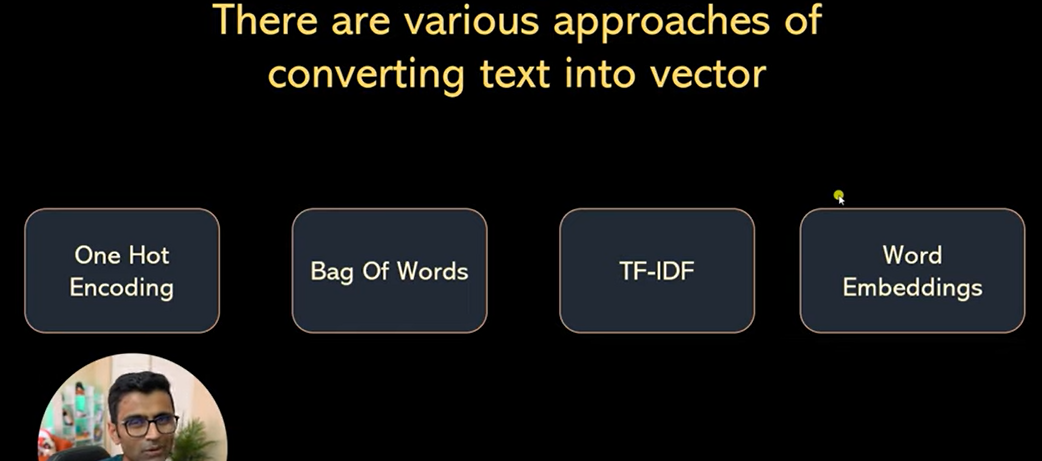 There are various approaches of
converting text into vector
One Hot
Encoding
Bag Of Words
TF-IDF
Word
Embeddings